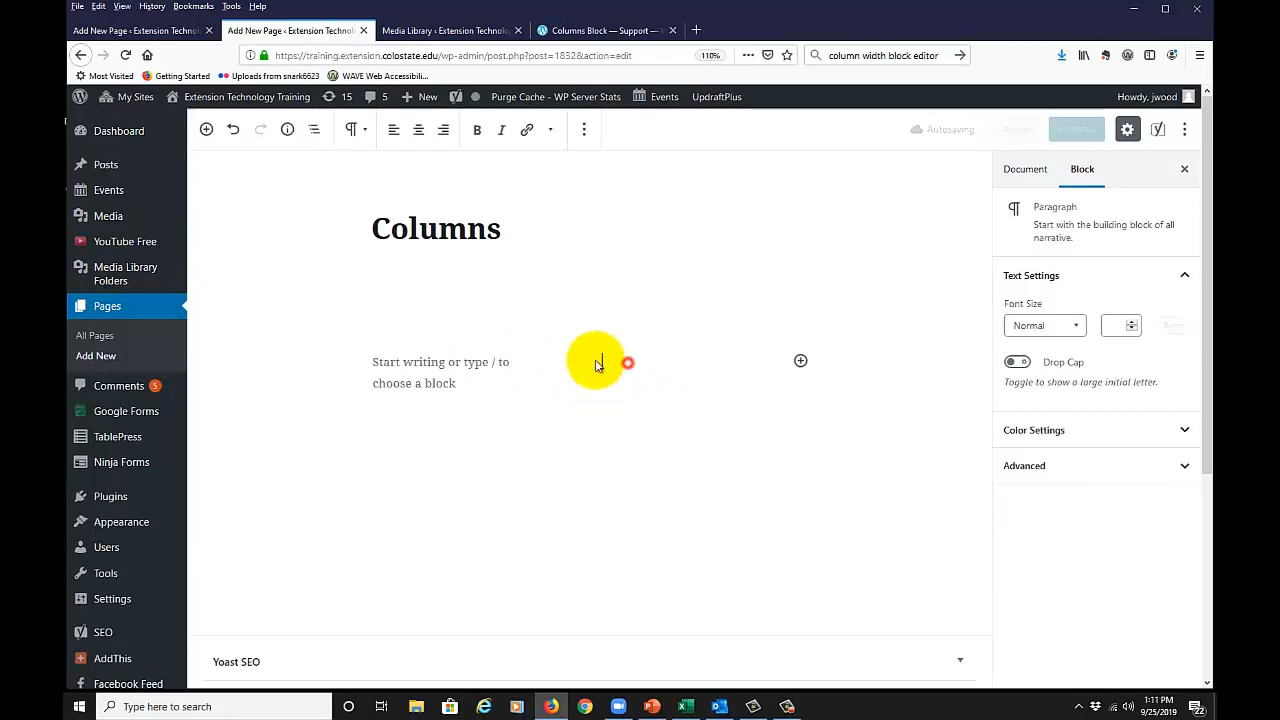 File Edit View History Bookmarks Tools Help
Add New Page ‹ Extension Technol
Add New Page ‹ Extension Technol
Media Library ‹ Extension Technolo
Columns Block — Support — W
https://training.extension.colostate.edu/wp-admin/post.php?post=1832&action=edit
110%
column width block editor
Most Visited
Getting Started
Uploads from snark6623
WAVE Web Accessibili...
My Sites
Extension Technology Training
15
5
New
Purge Cache - WP Server Stats
Events
UpdraftPlus
Howdy, jwood
Dashboard
Posts
Events
Media
YouTube Free
Media Library
Folders
Pages
All Pages
Add New
Comments 5
Google Forms
TablePress
Ninja Forms
Plugins
Appearance
Users
Tools
Settings
SEO
AddThis
Facebook Feed
B I
Autosaving
Preview
Publish...
Columns
Start writing or type / to
choose a block
Yoast SEO
Document
Block
Paragraph
Start with the building block of all
narrative.
Text Settings
Font Size
Normal
Reset
Drop Cap
Toggle to show a large initial letter.
Color Settings
Advanced
Type here to search
1:11 PM
9/25/2019
22